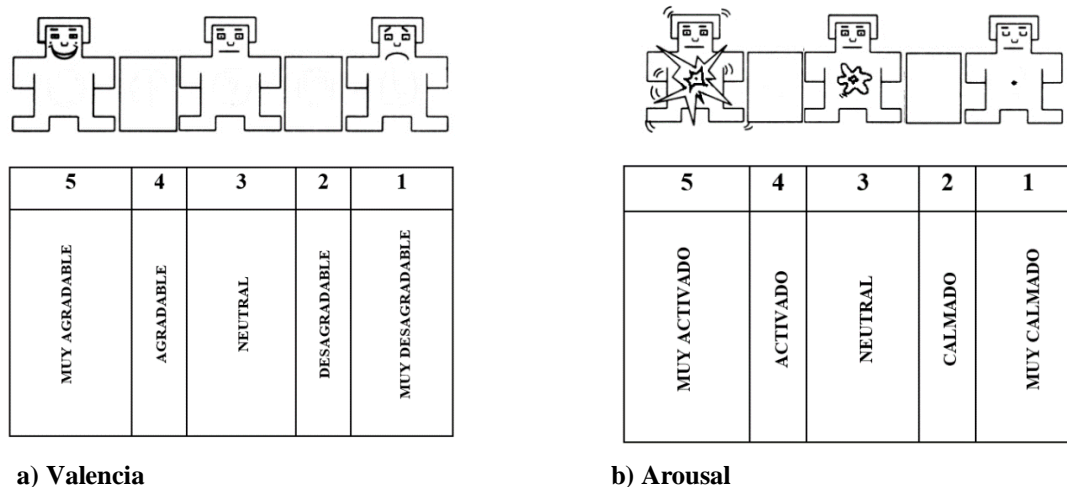 5 4 3 2 1
MUY AGRADABLE
AGRADABLE
NEUTRAL
DESAGRADABLE
MUY DESAGRADABLE
a) Valencia
5 4 3 2 1
MUY ACTIVADO
ACTIVADO
NEUTRAL
CALMADO
MUY CALMADO
b) Arousal